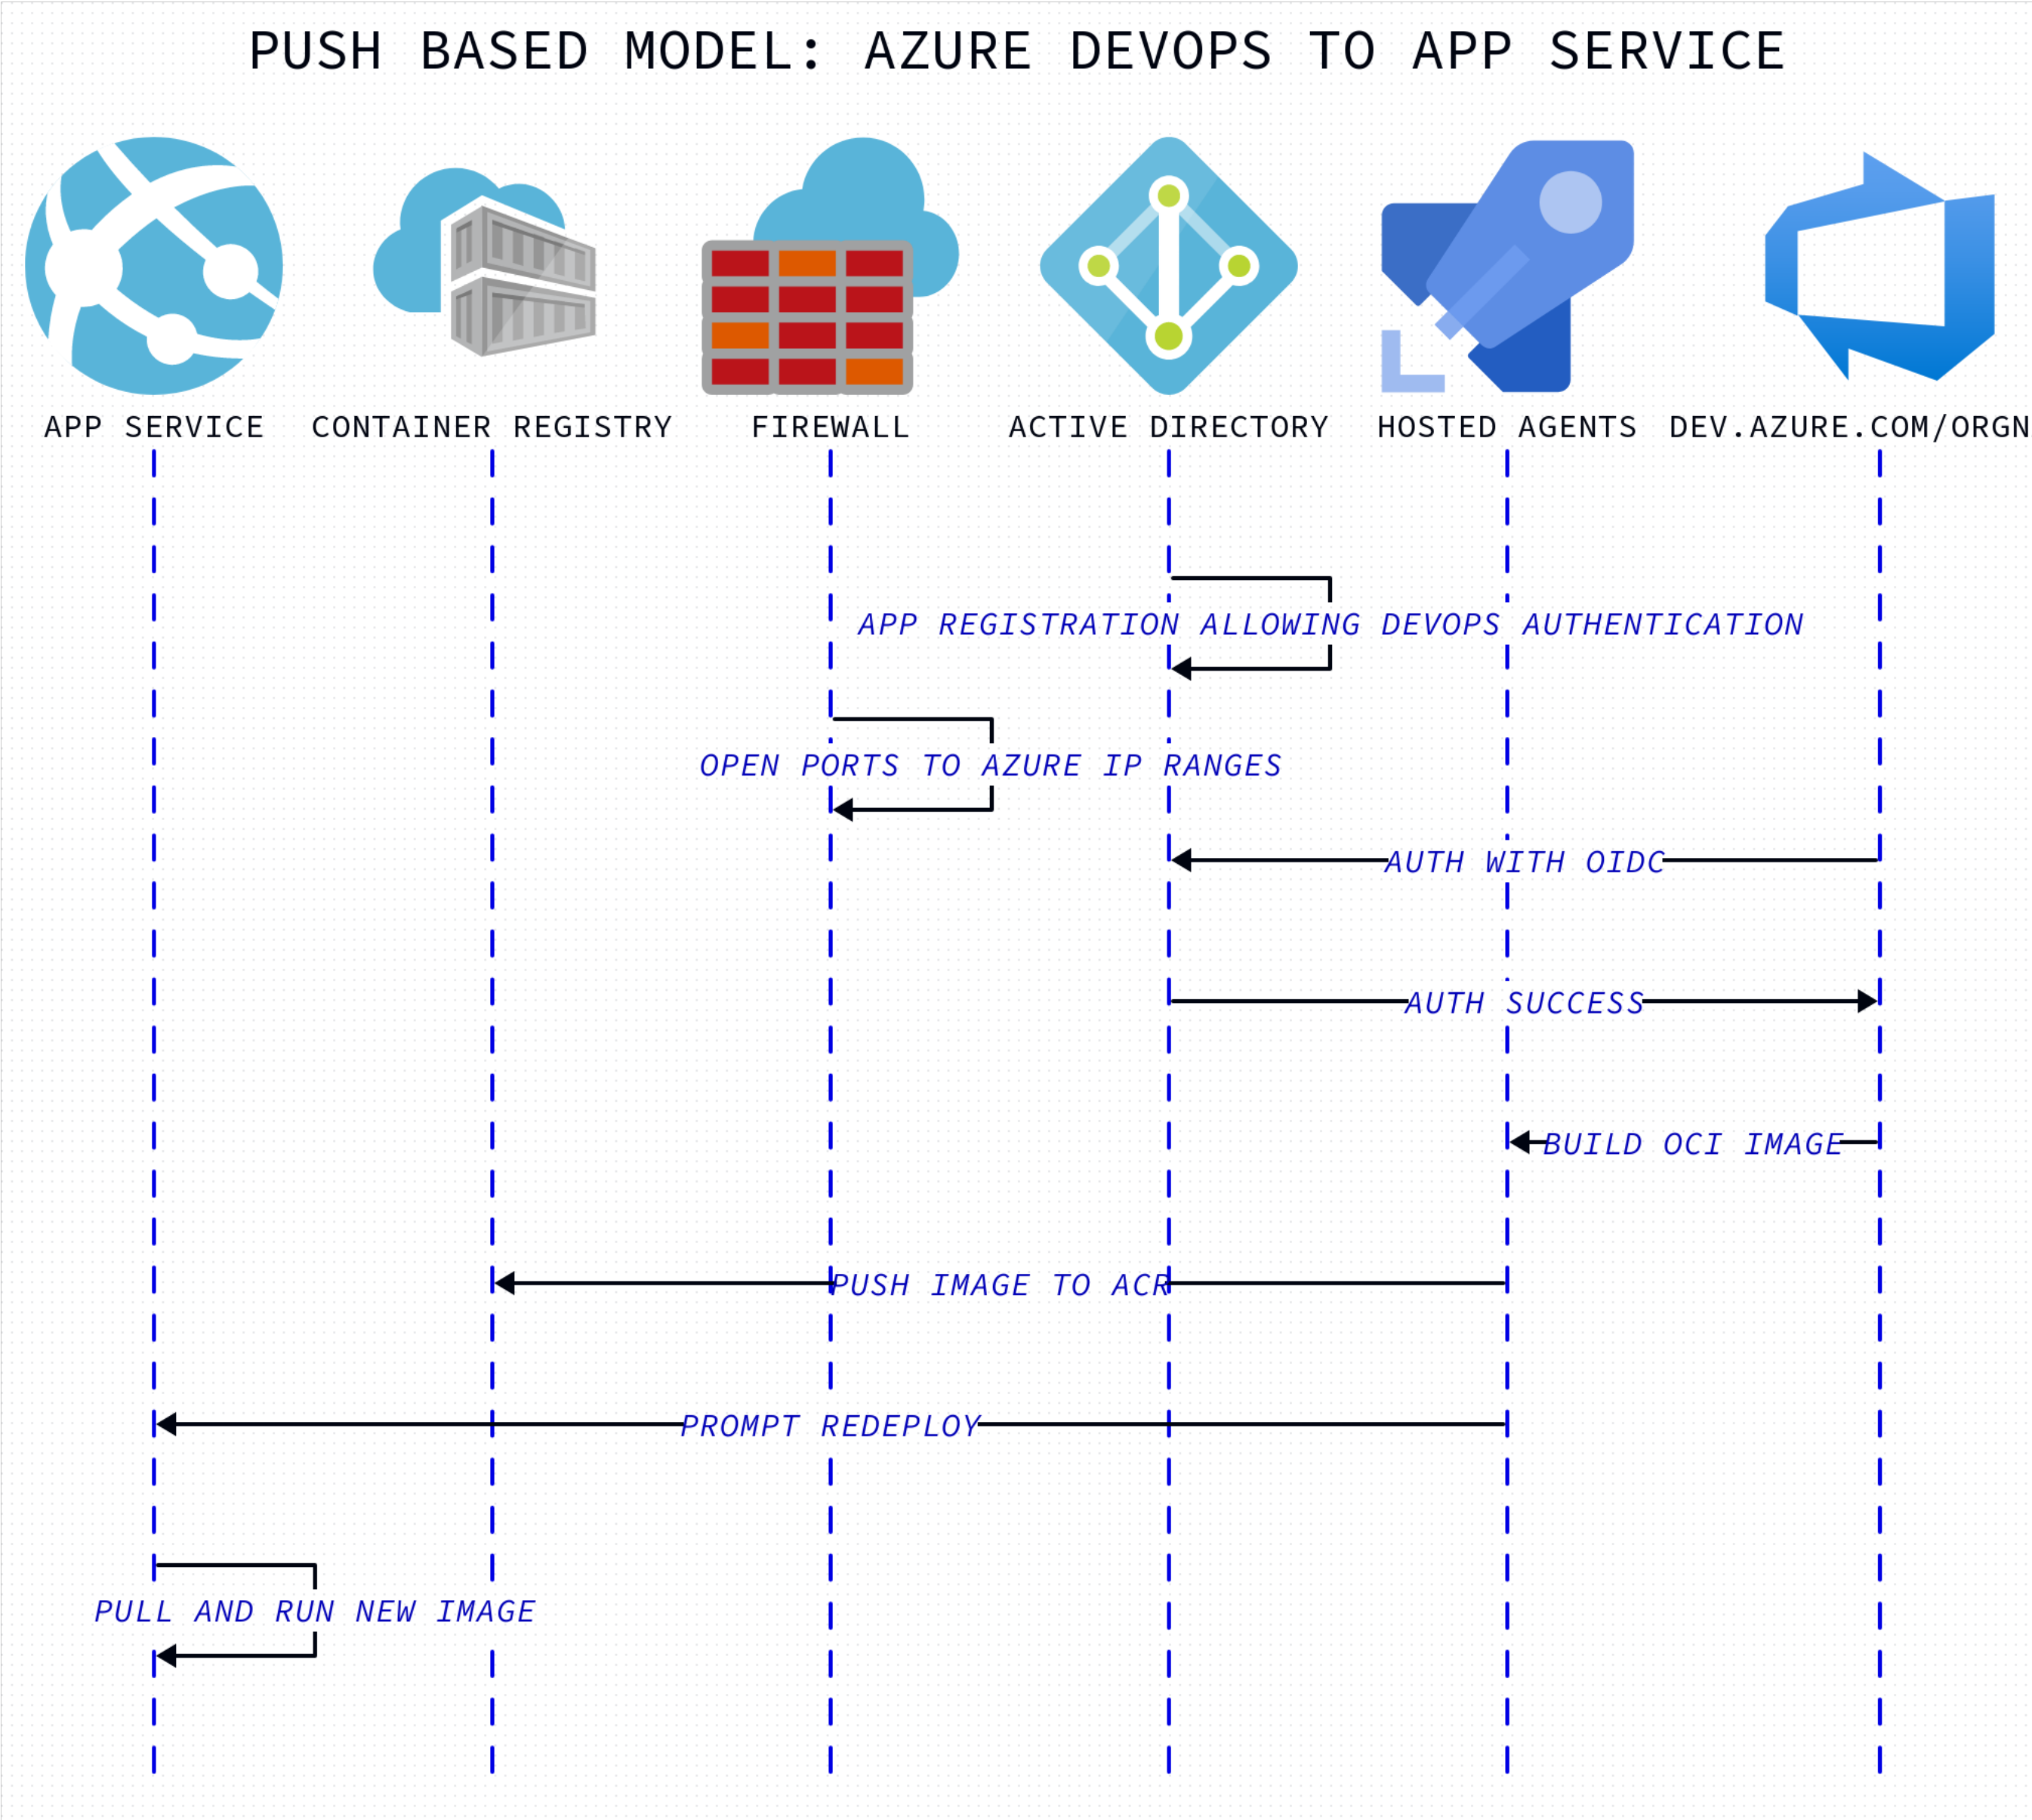 PUSH BASED MODEL: AZURE DEVOPS TO APP SERVICE
APP SERVICE
CONTAINER REGISTRY
FIREWALL
ACTIVE DIRECTORY
HOSTED AGENTS
DEV.AZURE.COM/ORGN
APP REGISTRATION ALLOWING DEVOPS AUTHENTICATION
OPEN PORTS TO AZURE IP RANGES
AUTH WITH OIDC
AUTH SUCCESS
BUILD OCI IMAGE
PUSH IMAGE TO ACR
PROMPT REDEPLOY
PULL AND RUN NEW IMAGE